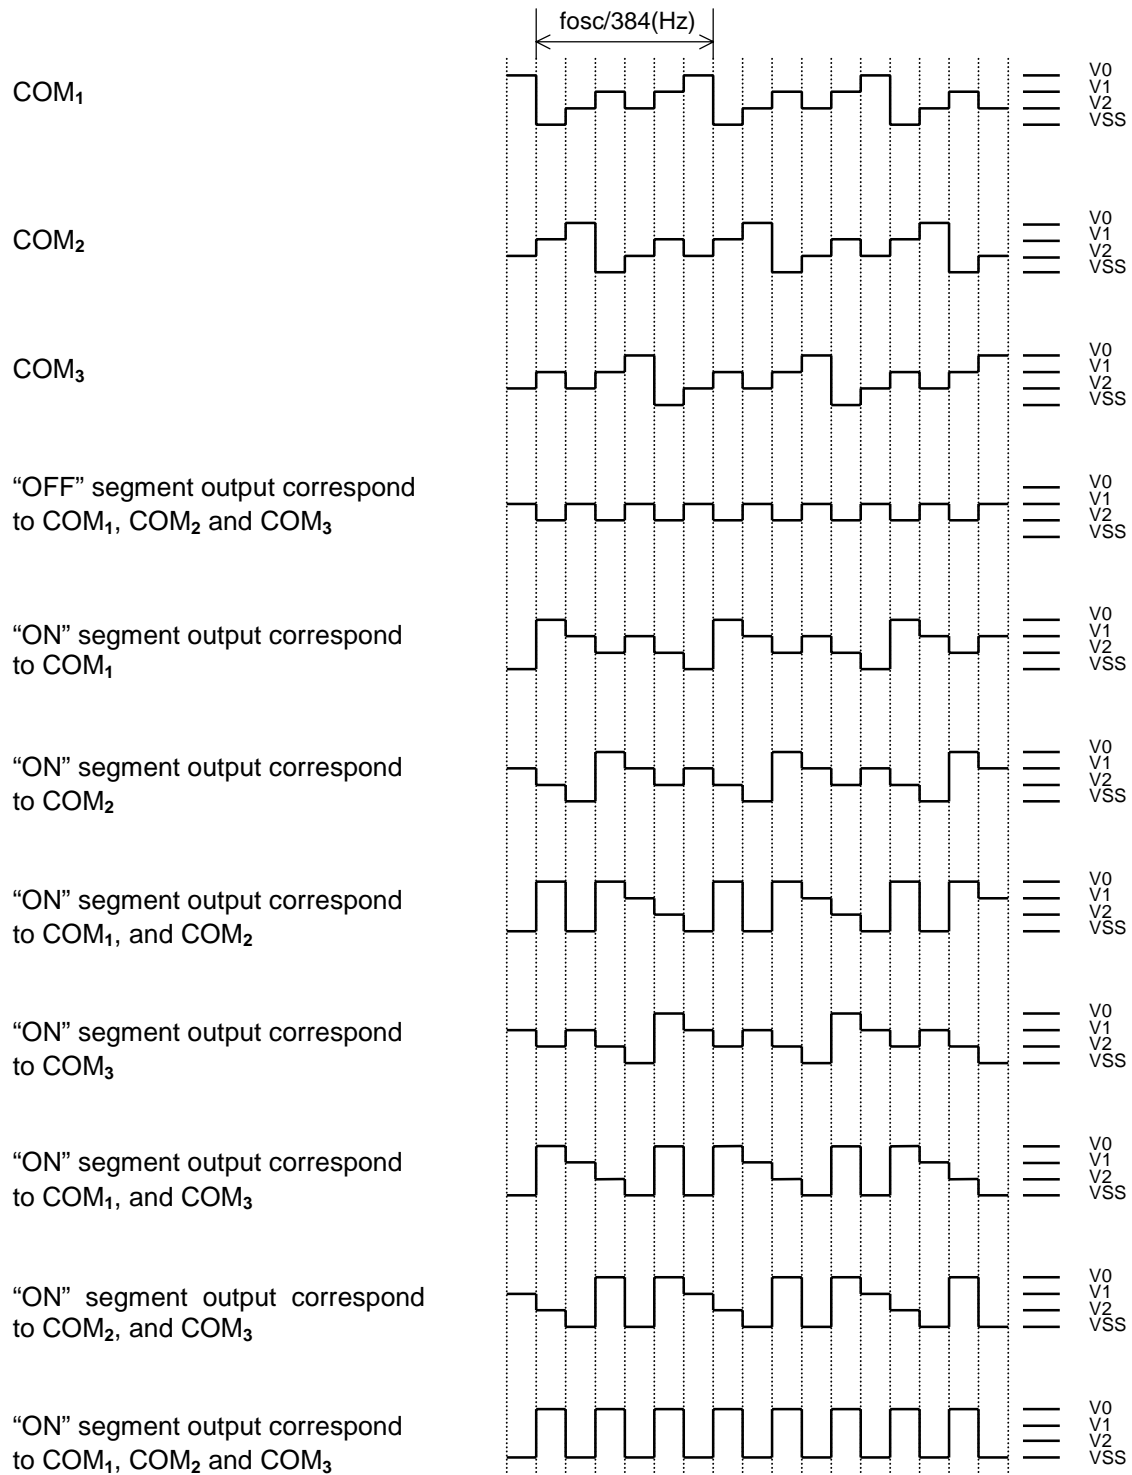 fosc/384(Hz)
COM1
V0
V1
V2
VSS
COM2
V0
V1
V2
VSS
COM3
V0
V1
V2
VSS
“OFF” segment output correspond
to COM1, COM2 and COM3
V0
V1
V2
VSS
“ON” segment output correspond
to COM1
V0
V1
V2
VSS
“ON” segment output correspond
to COM2
V0
V1
V2
VSS
“ON” segment output correspond
to COM1, and COM2
V0
V1
V2
VSS
“ON” segment output correspond
to COM3
V0
V1
V2
VSS
“ON” segment output correspond
to COM1, and COM3
V0
V1
V2
VSS
“ON” segment output correspond
to COM2, and COM3
V0
V1
V2
VSS
“ON” segment output correspond
to COM1, COM2 and COM3
V0
V1
V2
VSS